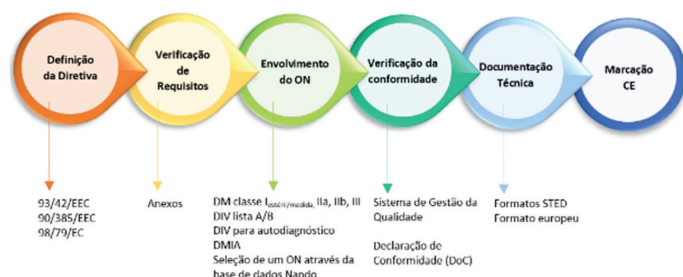 Definição
da Diretiva
Verificação
de
Requisitos
Envolvimento
do ON
Verificação da
conformidade
Documentação
Técnica
Marcação
CE
93/42/EEC
90/385/EEC
98/79/EC
Anexos
DM classe Iestéril/medida, IIa, IIb, III
DIV lista A/B
DIV para autodiagnóstico
DMIA
Seleção de um ON através da
base de dados Nando
Sistema de Gestão da
Qualidade
Declaração de
Conformidade (DoC)
Formatos STED
Formato europeu